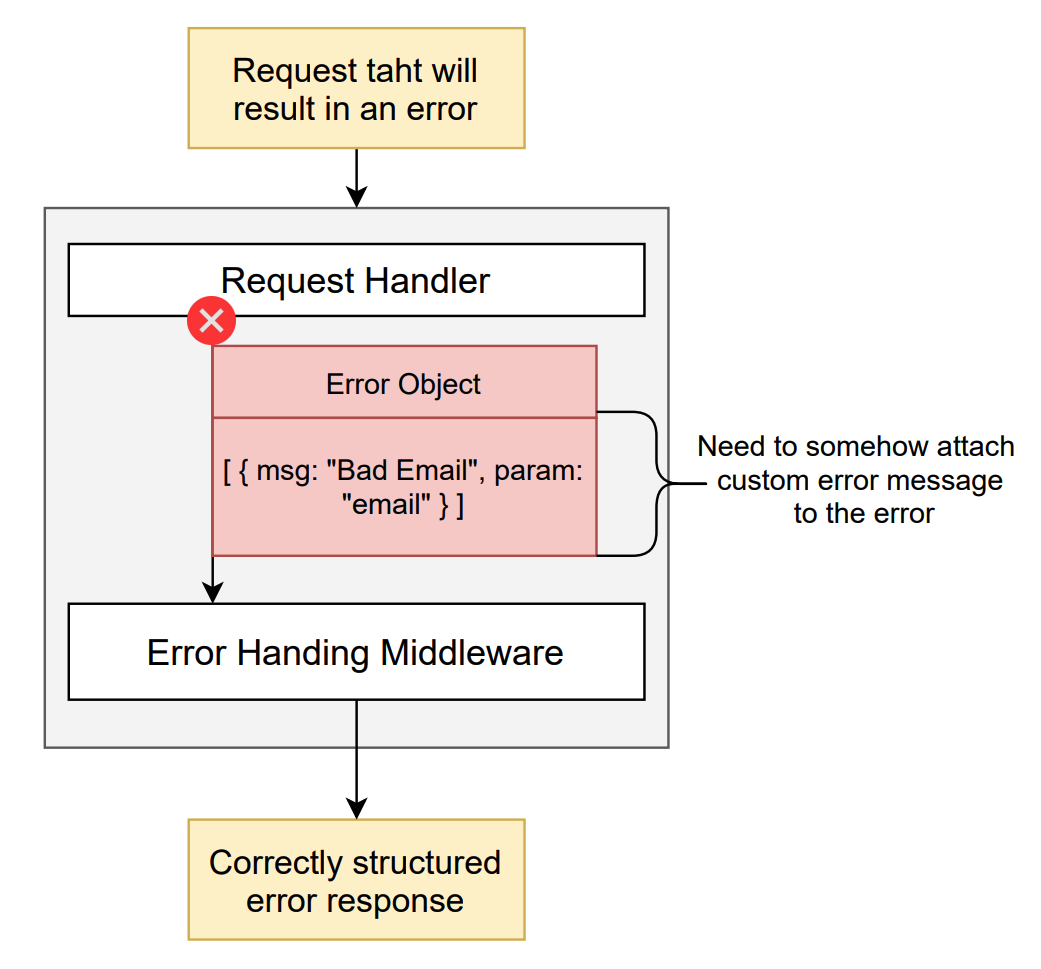 Request taht will
result in an error
Request Handler
Error Object
[ { msg: "Bad Email", param:
"email" } ]
Need to somehow attach
custom error message
to the error
Error Handing Middleware
Correctly structured
error response